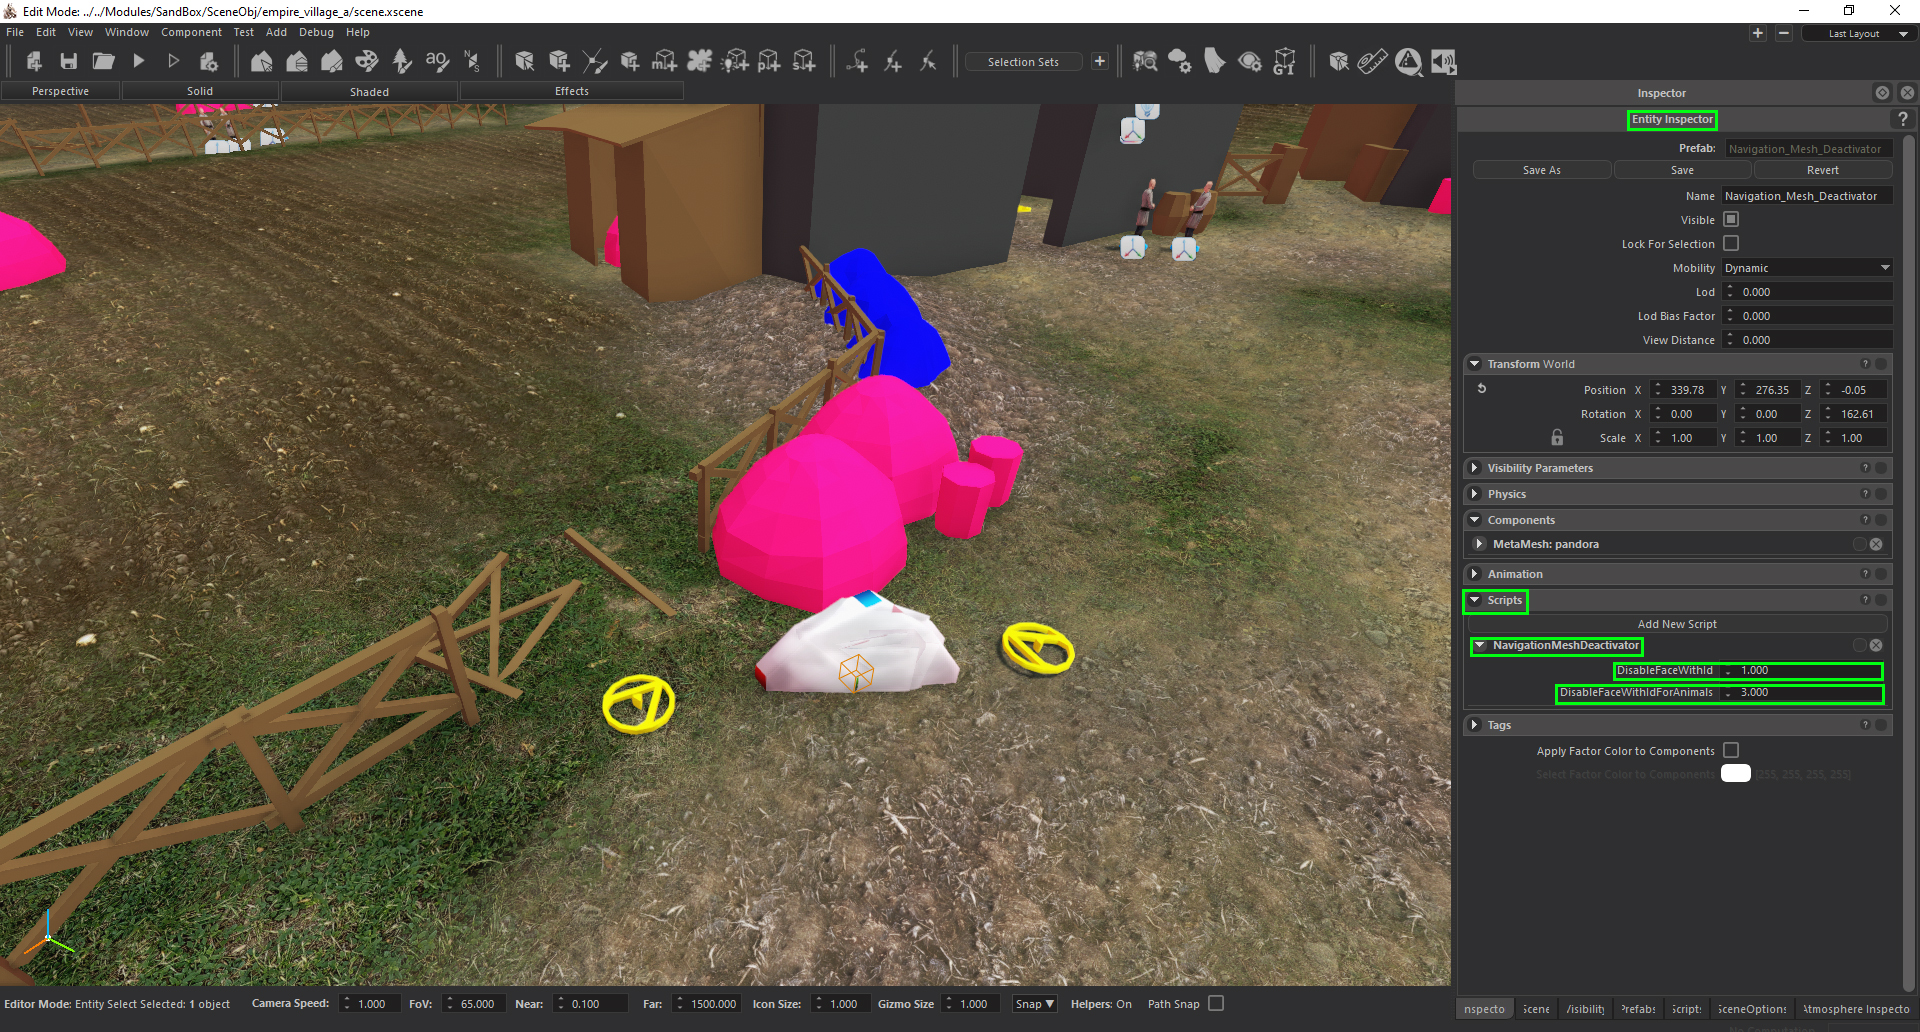 Edit Mode: ../../Modules/SandBox/SceneObj/empire_village_a/scene.xscene
File Edit View Window Component Test Add Debug Help
Last Layout
Selection Sets
Perspective Solid Shaded Effects
Inspector
Entity Inspector
Prefab: Navigation_Mesh_Deactivator
Save As Save Revert
Name Navigation_Mesh_Deactivator
Visible
Lock For Selection
Mobility Dynamic
Lod 0.000
Lod Bias Factor 0.000
View Distance 0.000
Transform World
Position X 339.78 Y 276.35 Z -0.05
Rotation X 0.00 Y 0.00 Z 162.61
Scale X 1.00 Y 1.00 Z 1.00
Visibility Parameters
Physics
Components
MetaMesh: pandora
Animation
Scripts
Add New Script
NavigationMeshDeactivator
DisableFaceWithId 1.000
DisableFaceWithIdForAnimals 3.000
Tags
Apply Factor Color to Components
Select Factor Color to Components [255, 255, 255, 255]
Editor Mode: Entity Select Selected: 1 object Camera Speed: 1.000 FoV: 65.000 Near: 0.100 Far: 1500.000 Icon Size: 1.000 Gizmo Size 1.000 Snap Helpers: On Path Snap
nspecto Scene Visibility Prefabs Scripts SceneOptions Atmosphere Inspecto